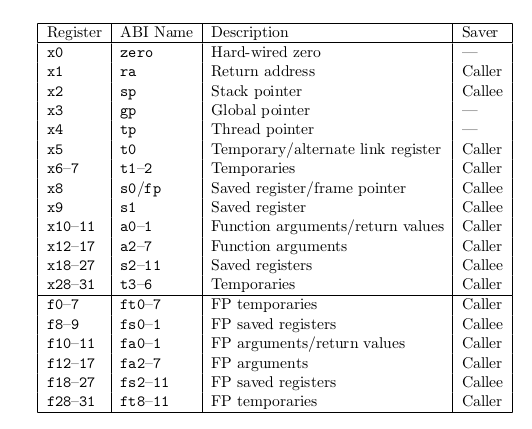 Register ABI Name Description Saver
x0 zero Hard-wired zero —
x1 ra Return address Caller
x2 sp Stack pointer Callee
x3 gp Global pointer —
x4 tp Thread pointer —
x5 t0 Temporary/alternate link register Caller
x6–7 t1–2 Temporaries Caller
x8 s0/fp Saved register/frame pointer Callee
x9 s1 Saved register Callee
x10–11 a0–1 Function arguments/return values Caller
x12–17 a2–7 Function arguments Caller
x18–27 s2–11 Saved registers Callee
x28–31 t3–6 Temporaries Caller
f0–7 ft0–7 FP temporaries Caller
f8–9 fs0–1 FP saved registers Callee
f10–11 fa0–1 FP arguments/return values Caller
f12–17 fa2–7 FP arguments Caller
f18–27 fs2–11 FP saved registers Callee
f28–31 ft8–11 FP temporaries Caller